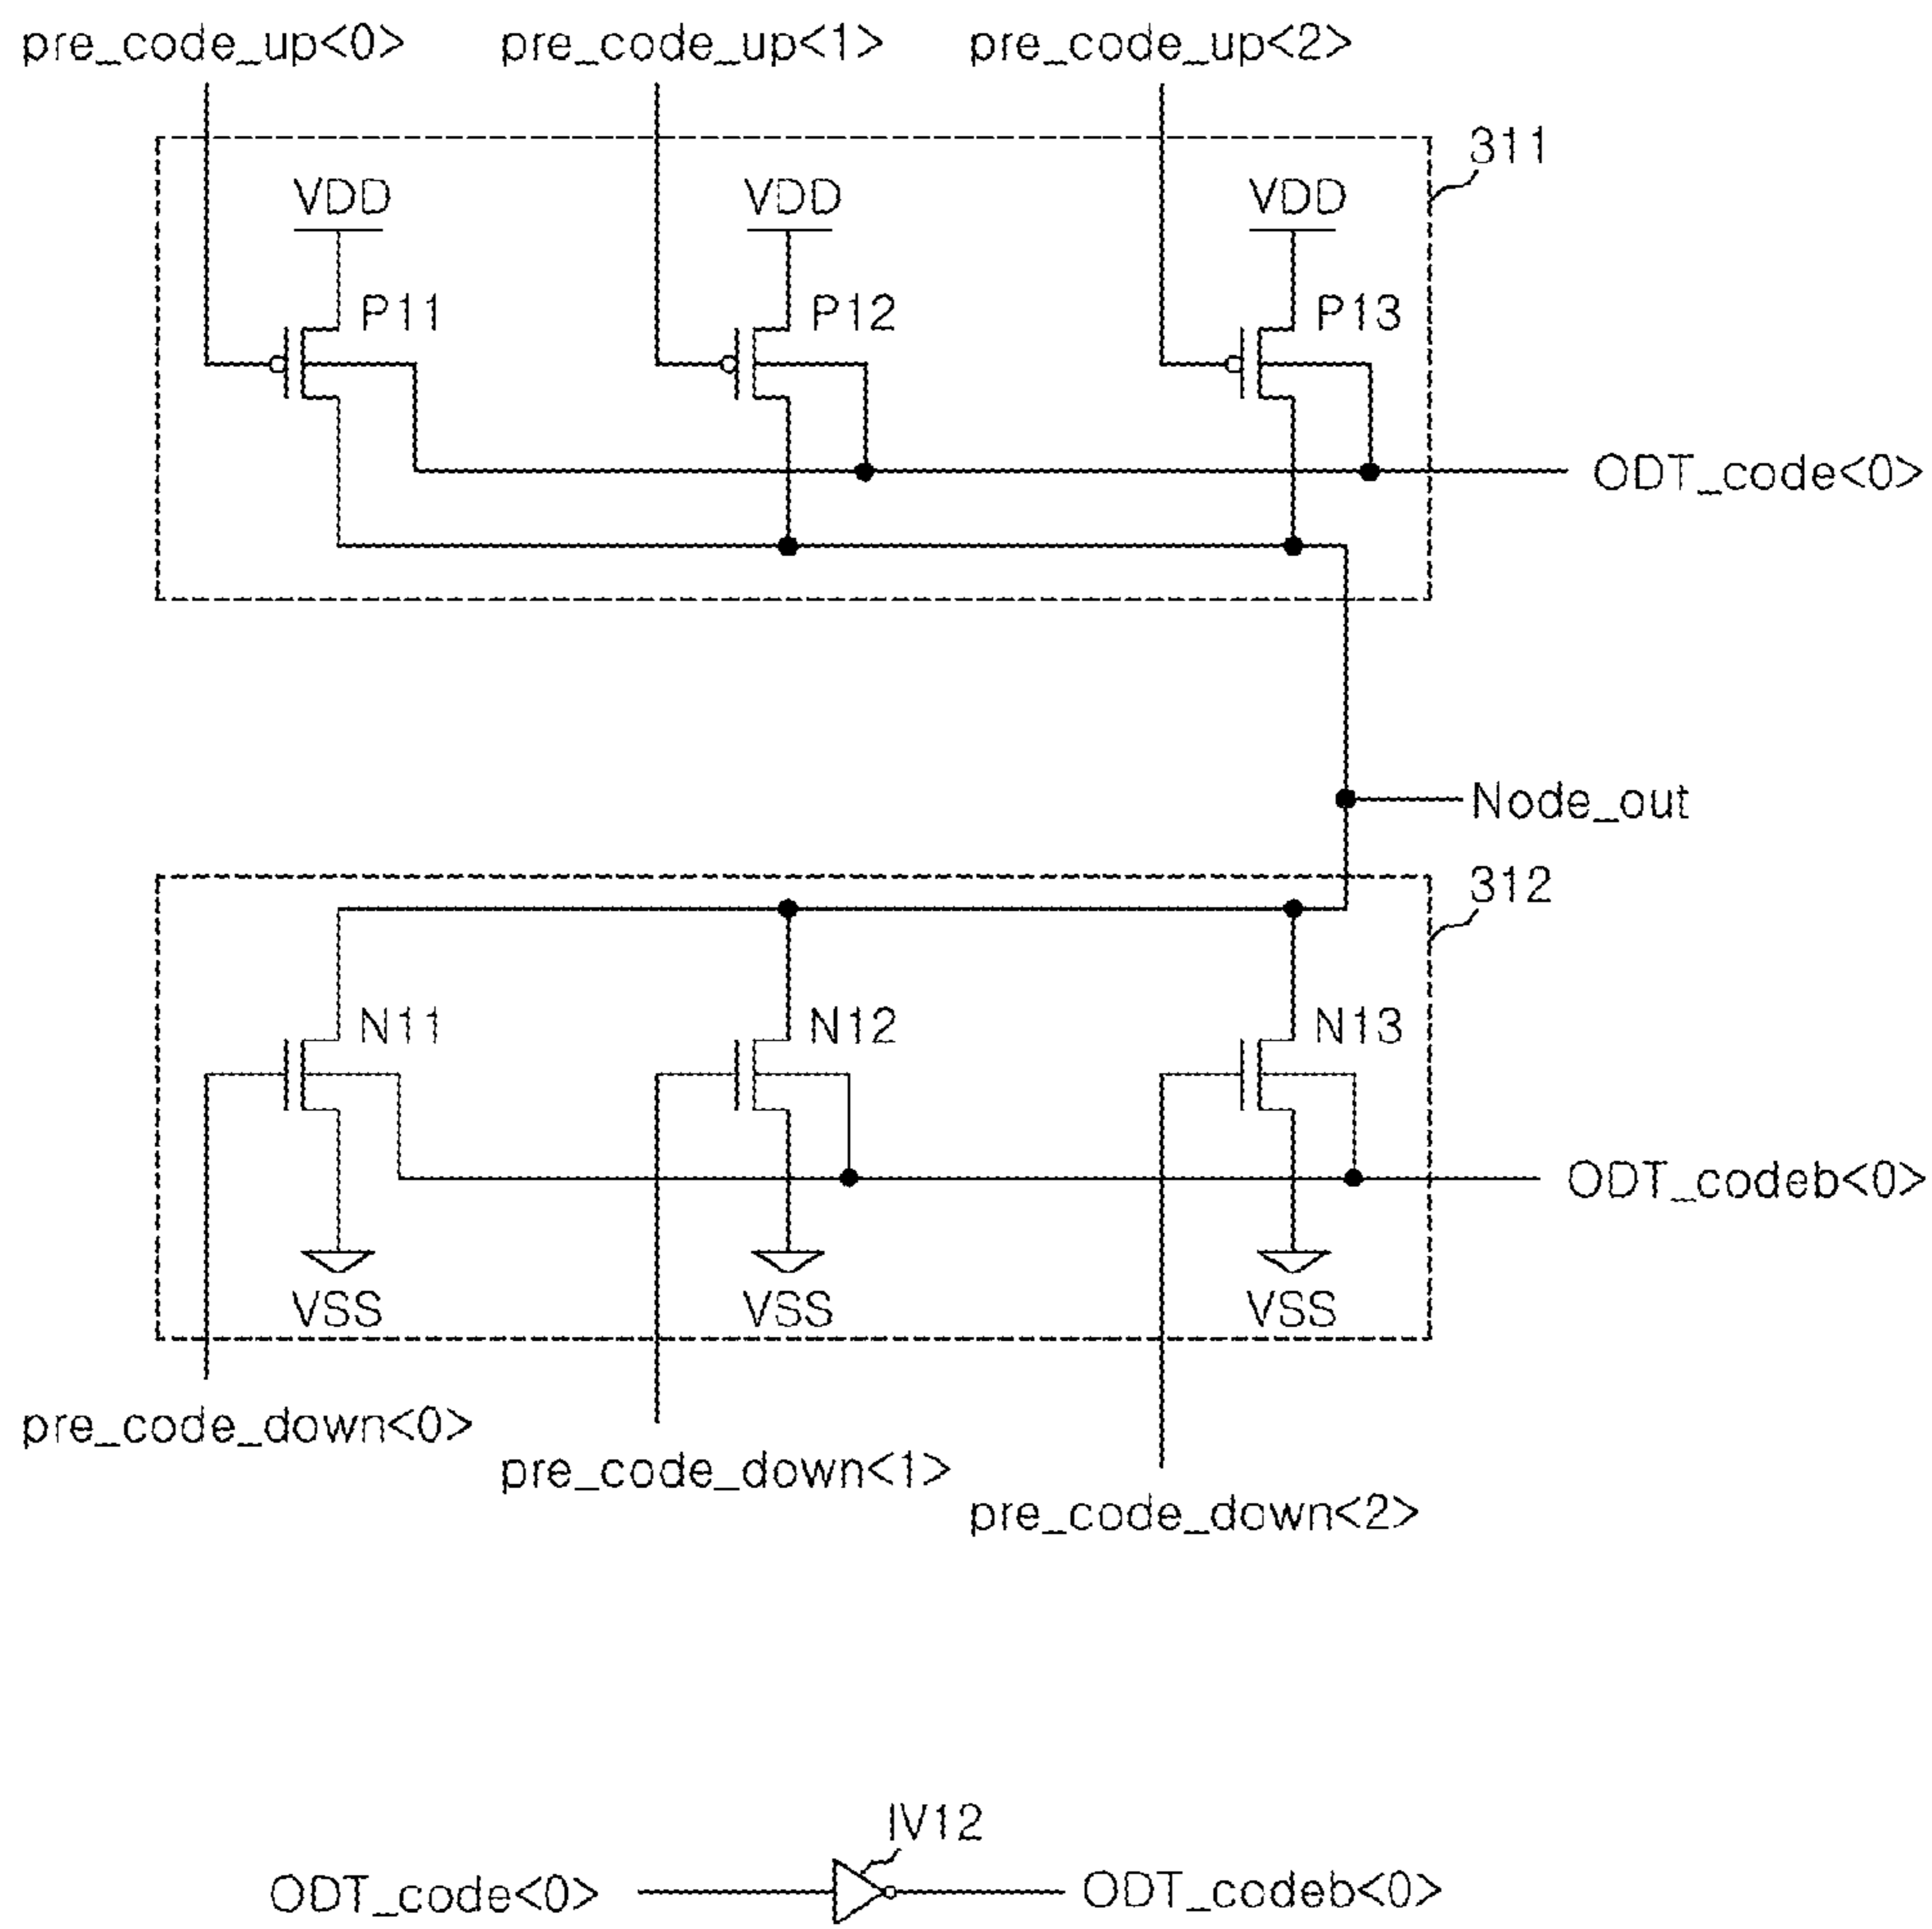 pre_code_up<0> pre_code_up<1> pre_code_up<2>
311
VDD VDD VDD
P11 P12 P13
ODT_code<0>
Node_out
312
N11 N12 N13
ODT_codeb<0>
VSS VSS VSS
pre_code_down<0>
pre_code_down<1>
pre_code_down<2>
IV12
ODT_code<0> ODT_codeb<0>